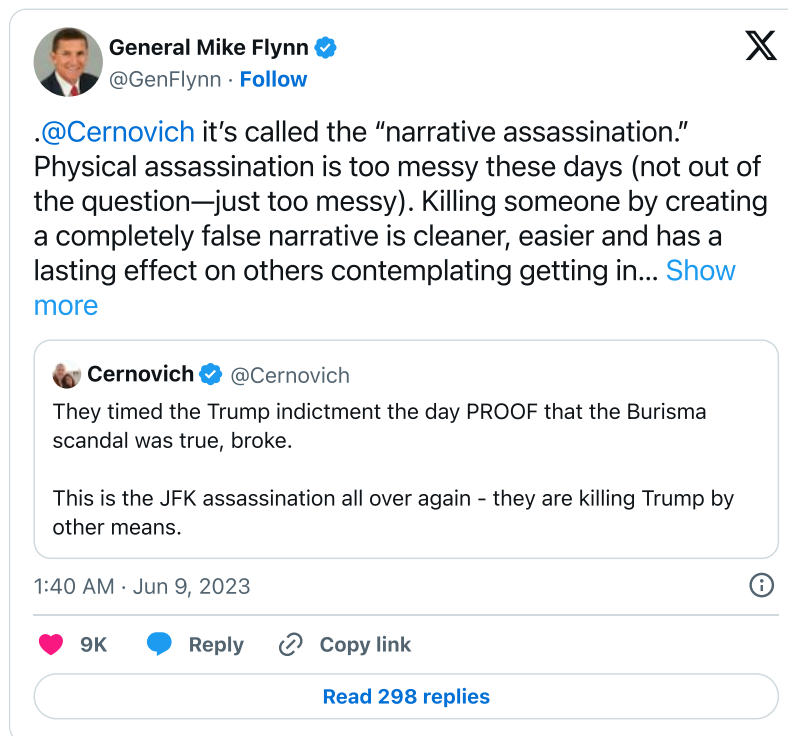 General Mike Flynn
@GenFlynn · Follow
.@Cernovich it’s called the “narrative assassination.”
Physical assassination is too messy these days (not out of
the question—just too messy). Killing someone by creating
a completely false narrative is cleaner, easier and has a
lasting effect on others contemplating getting in... Show
more
Cernovich @Cernovich
They timed the Trump indictment the day PROOF that the Burisma
scandal was true, broke.
This is the JFK assassination all over again - they are killing Trump by
other means.
1:40 AM · Jun 9, 2023
9K Reply Copy link
Read 298 replies